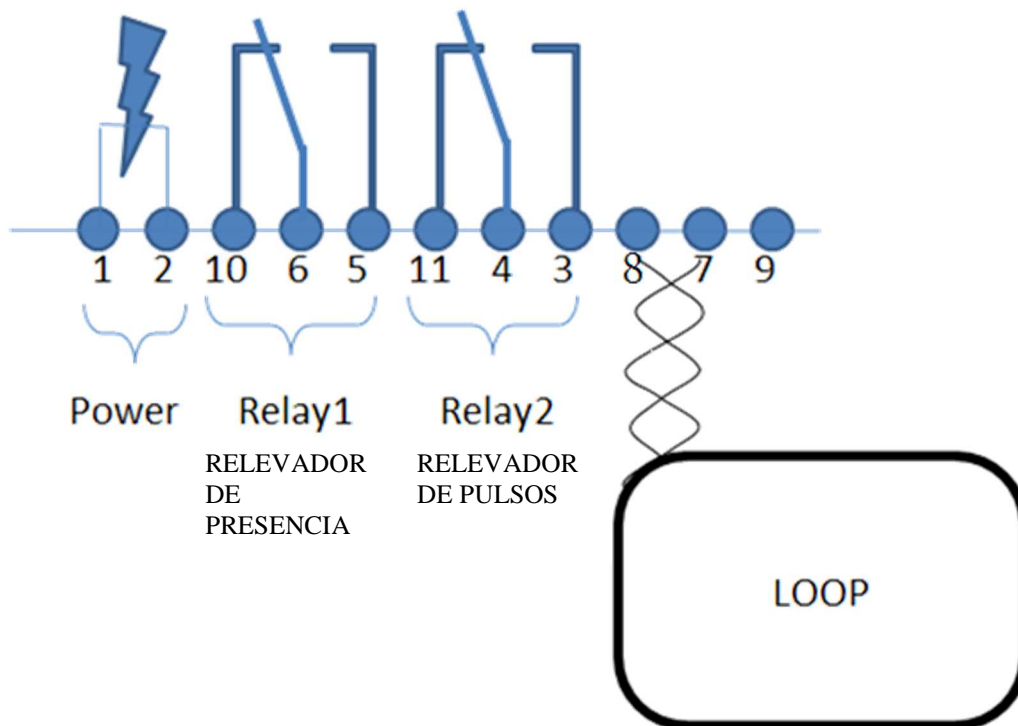 1 2 10 6 5 11 4 3 8 7 9
Power Relay1 Relay2
RELEVADOR DE PRESENCIA
RELEVADOR DE PULSOS
LOOP